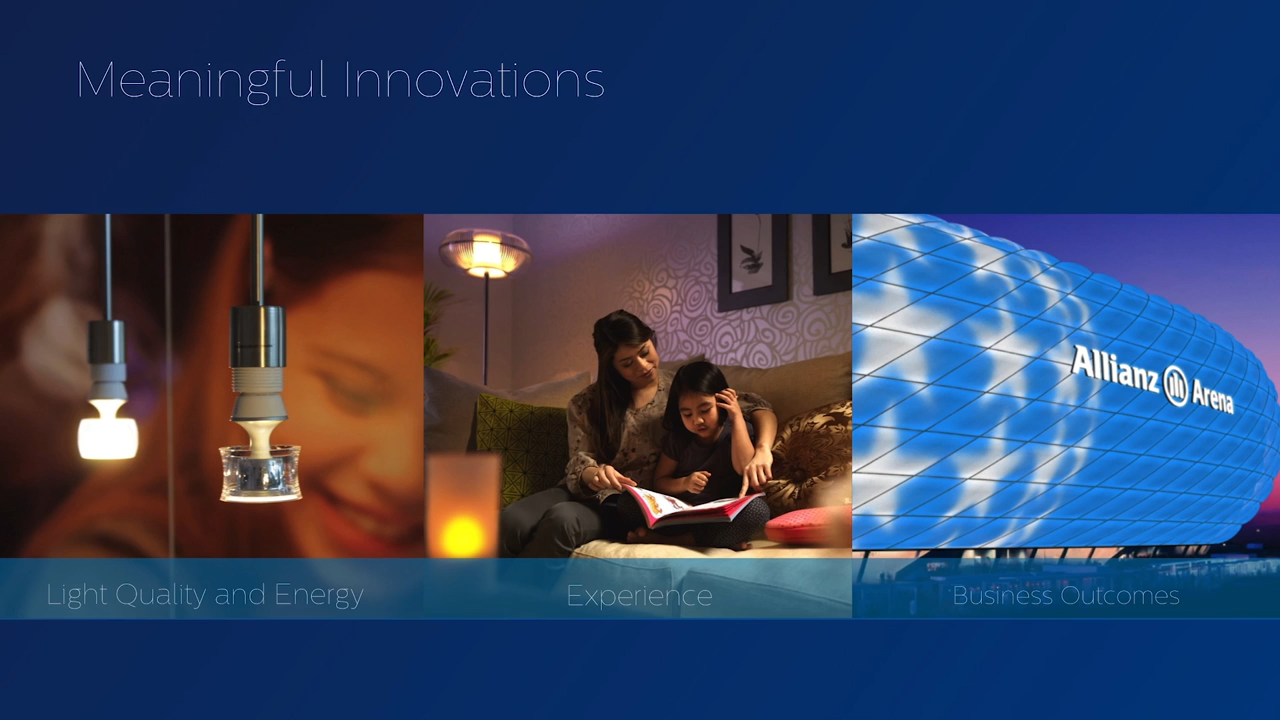 Meaningful Innovations
Allianz Arena
Light Quality and Energy
Experience
Business Outcomes